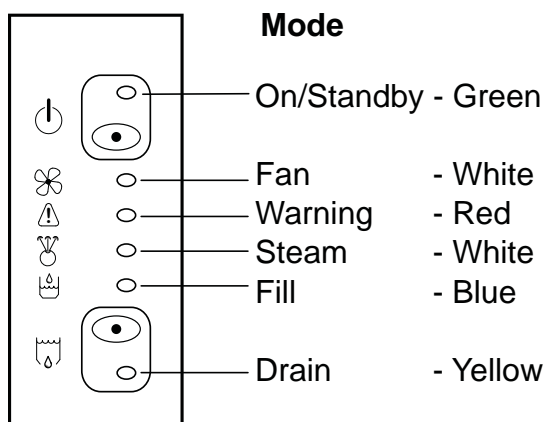 Mode
On/Standby - Green
Fan - White
Warning - Red
Steam - White
Fill - Blue
Drain - Yellow